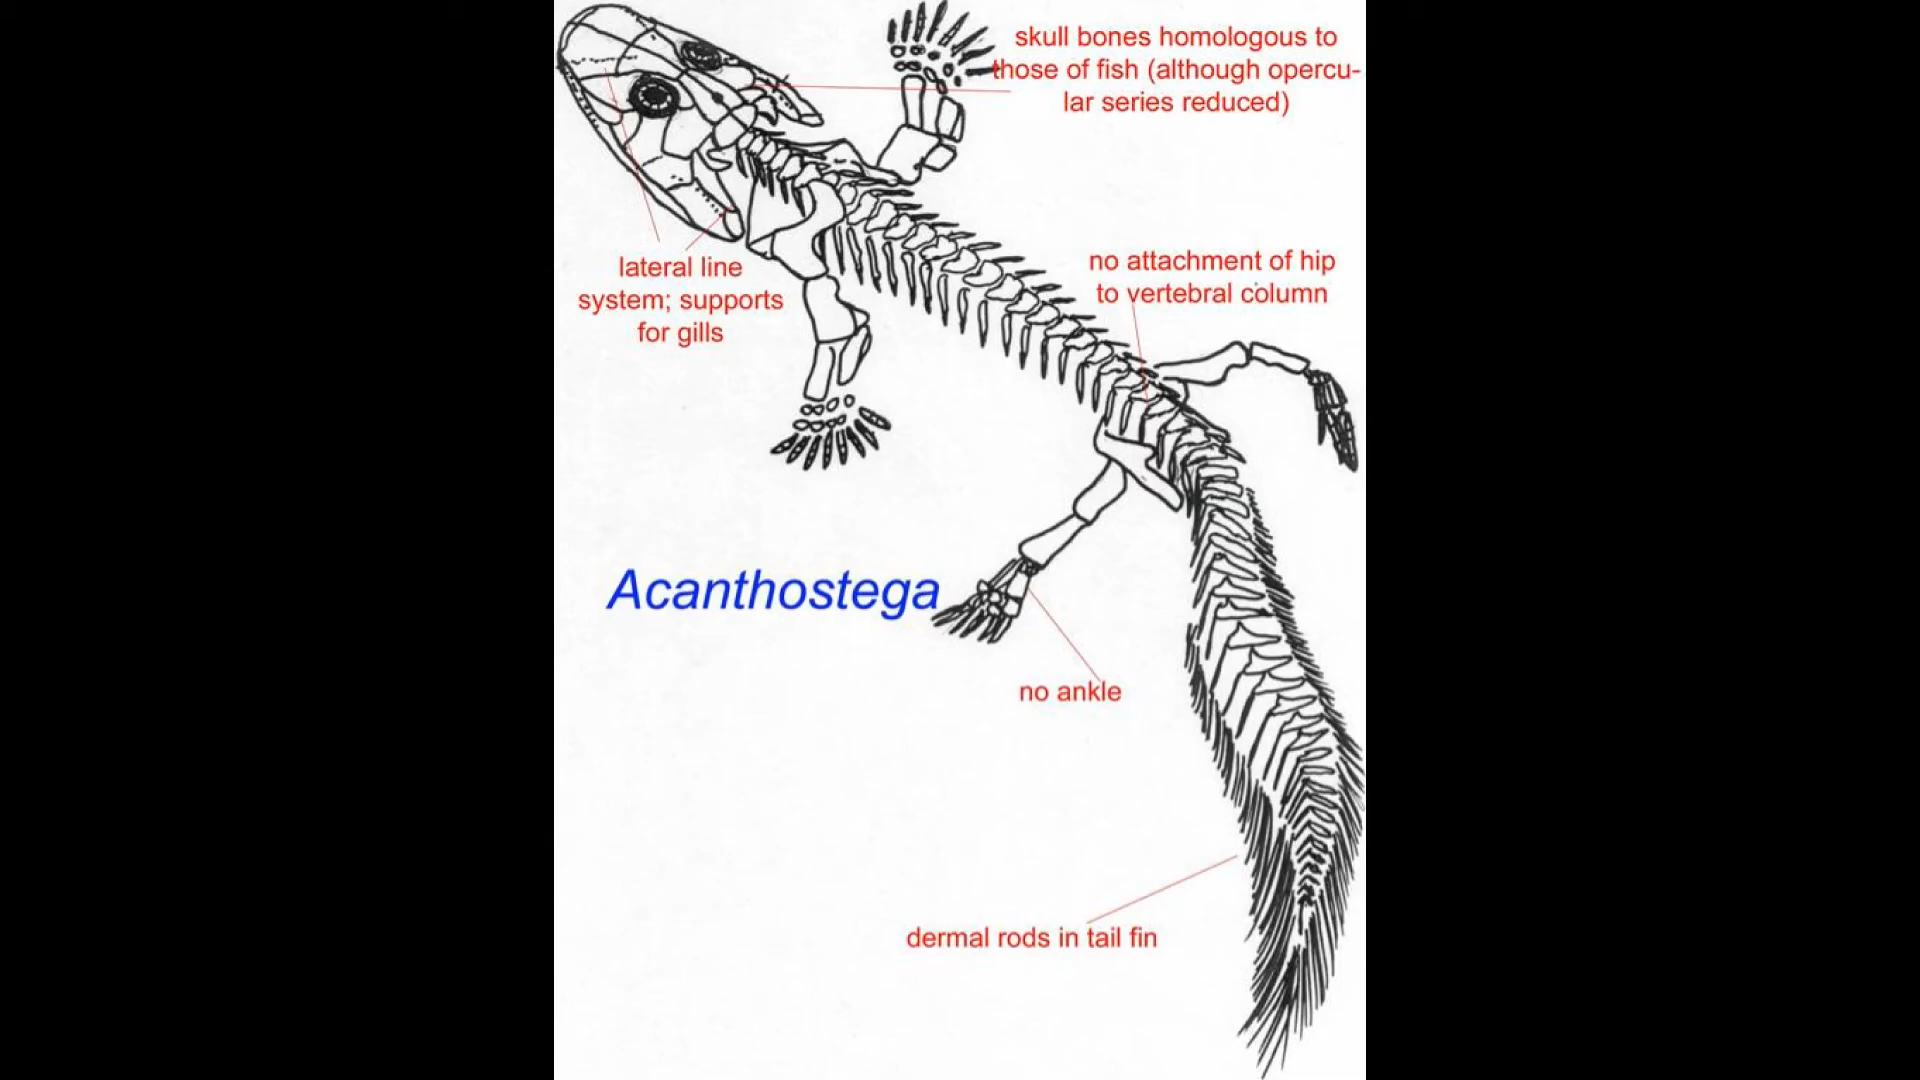 skull bones homologous to
those of fish (although opercu-
lar series reduced)
lateral line
system; supports
for gills
no attachment of hip
to vertebral column
Acanthostega
no ankle
dermal rods in tail fin